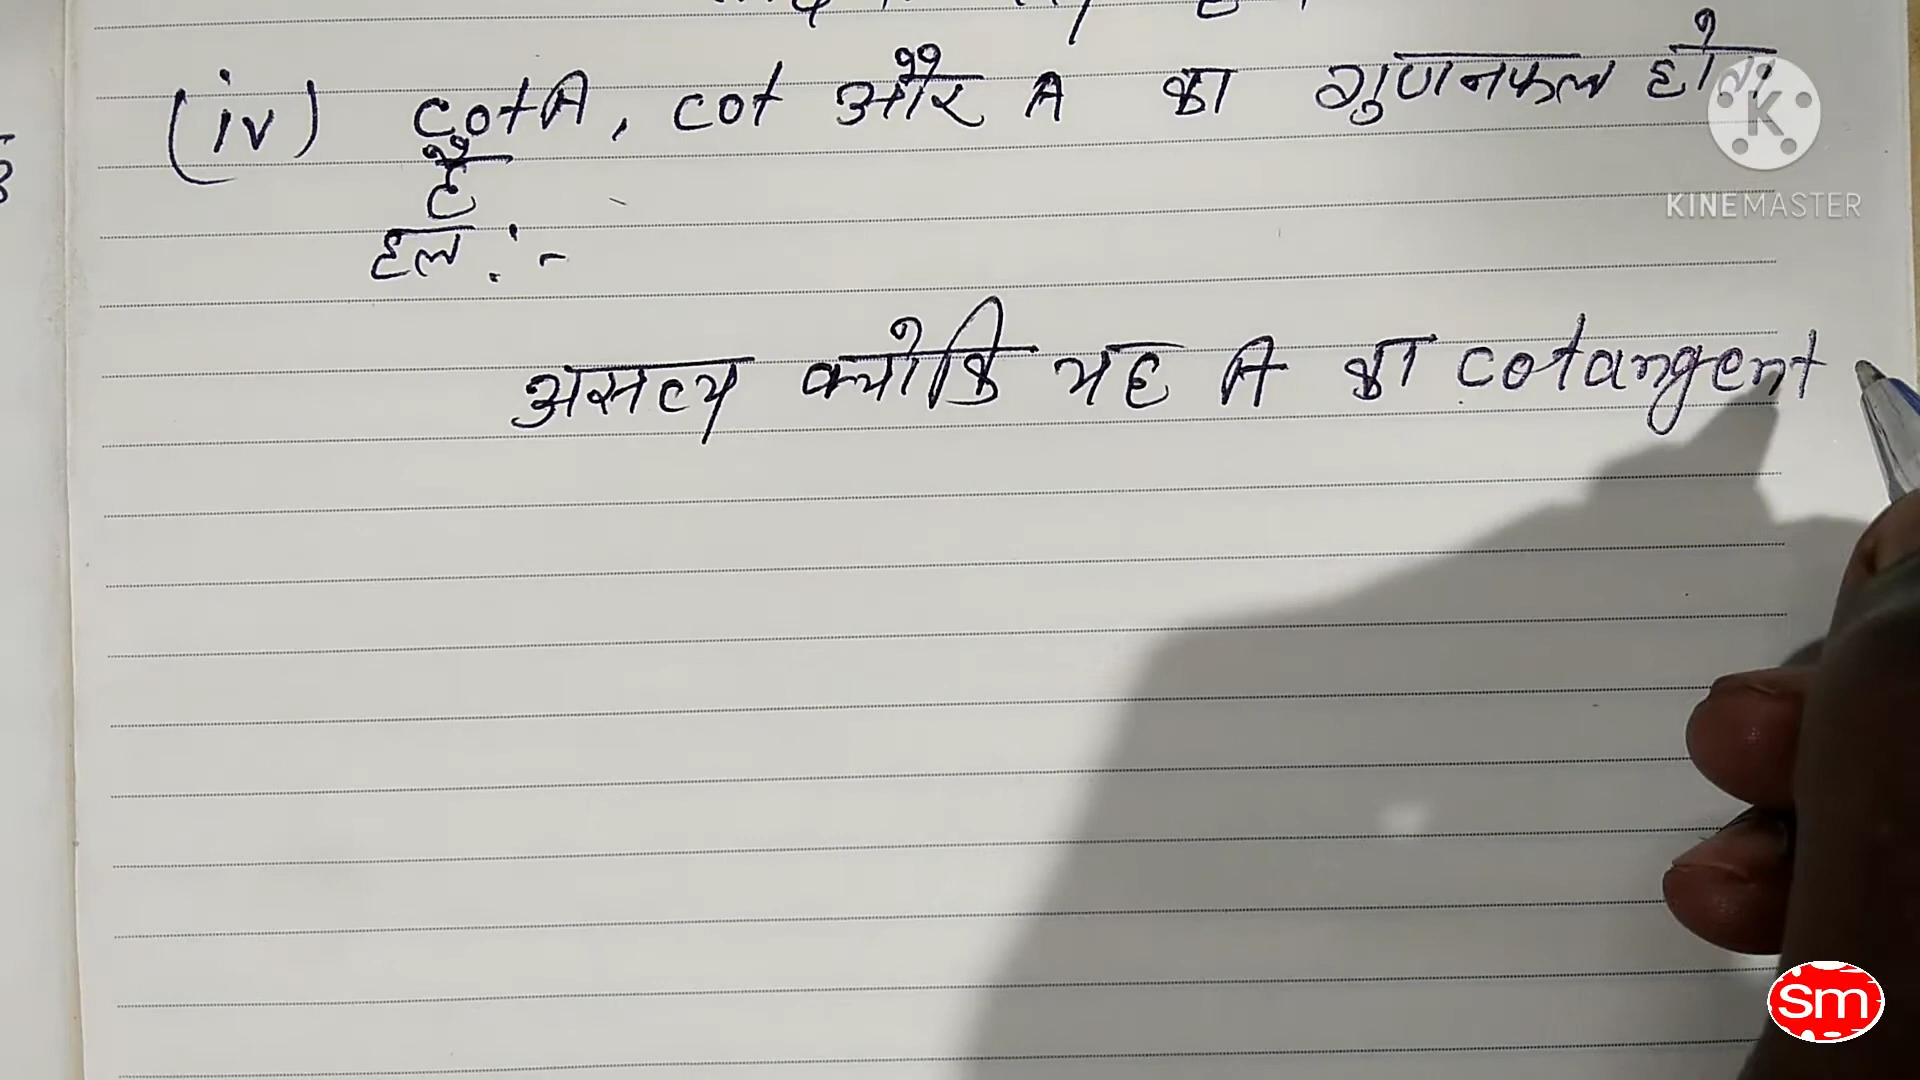 (iv) cotA, cot और A का गुणनफल होता
है
हल :-
असत्य क्योकि यह A का cotangent
KINEMASTER
Sm